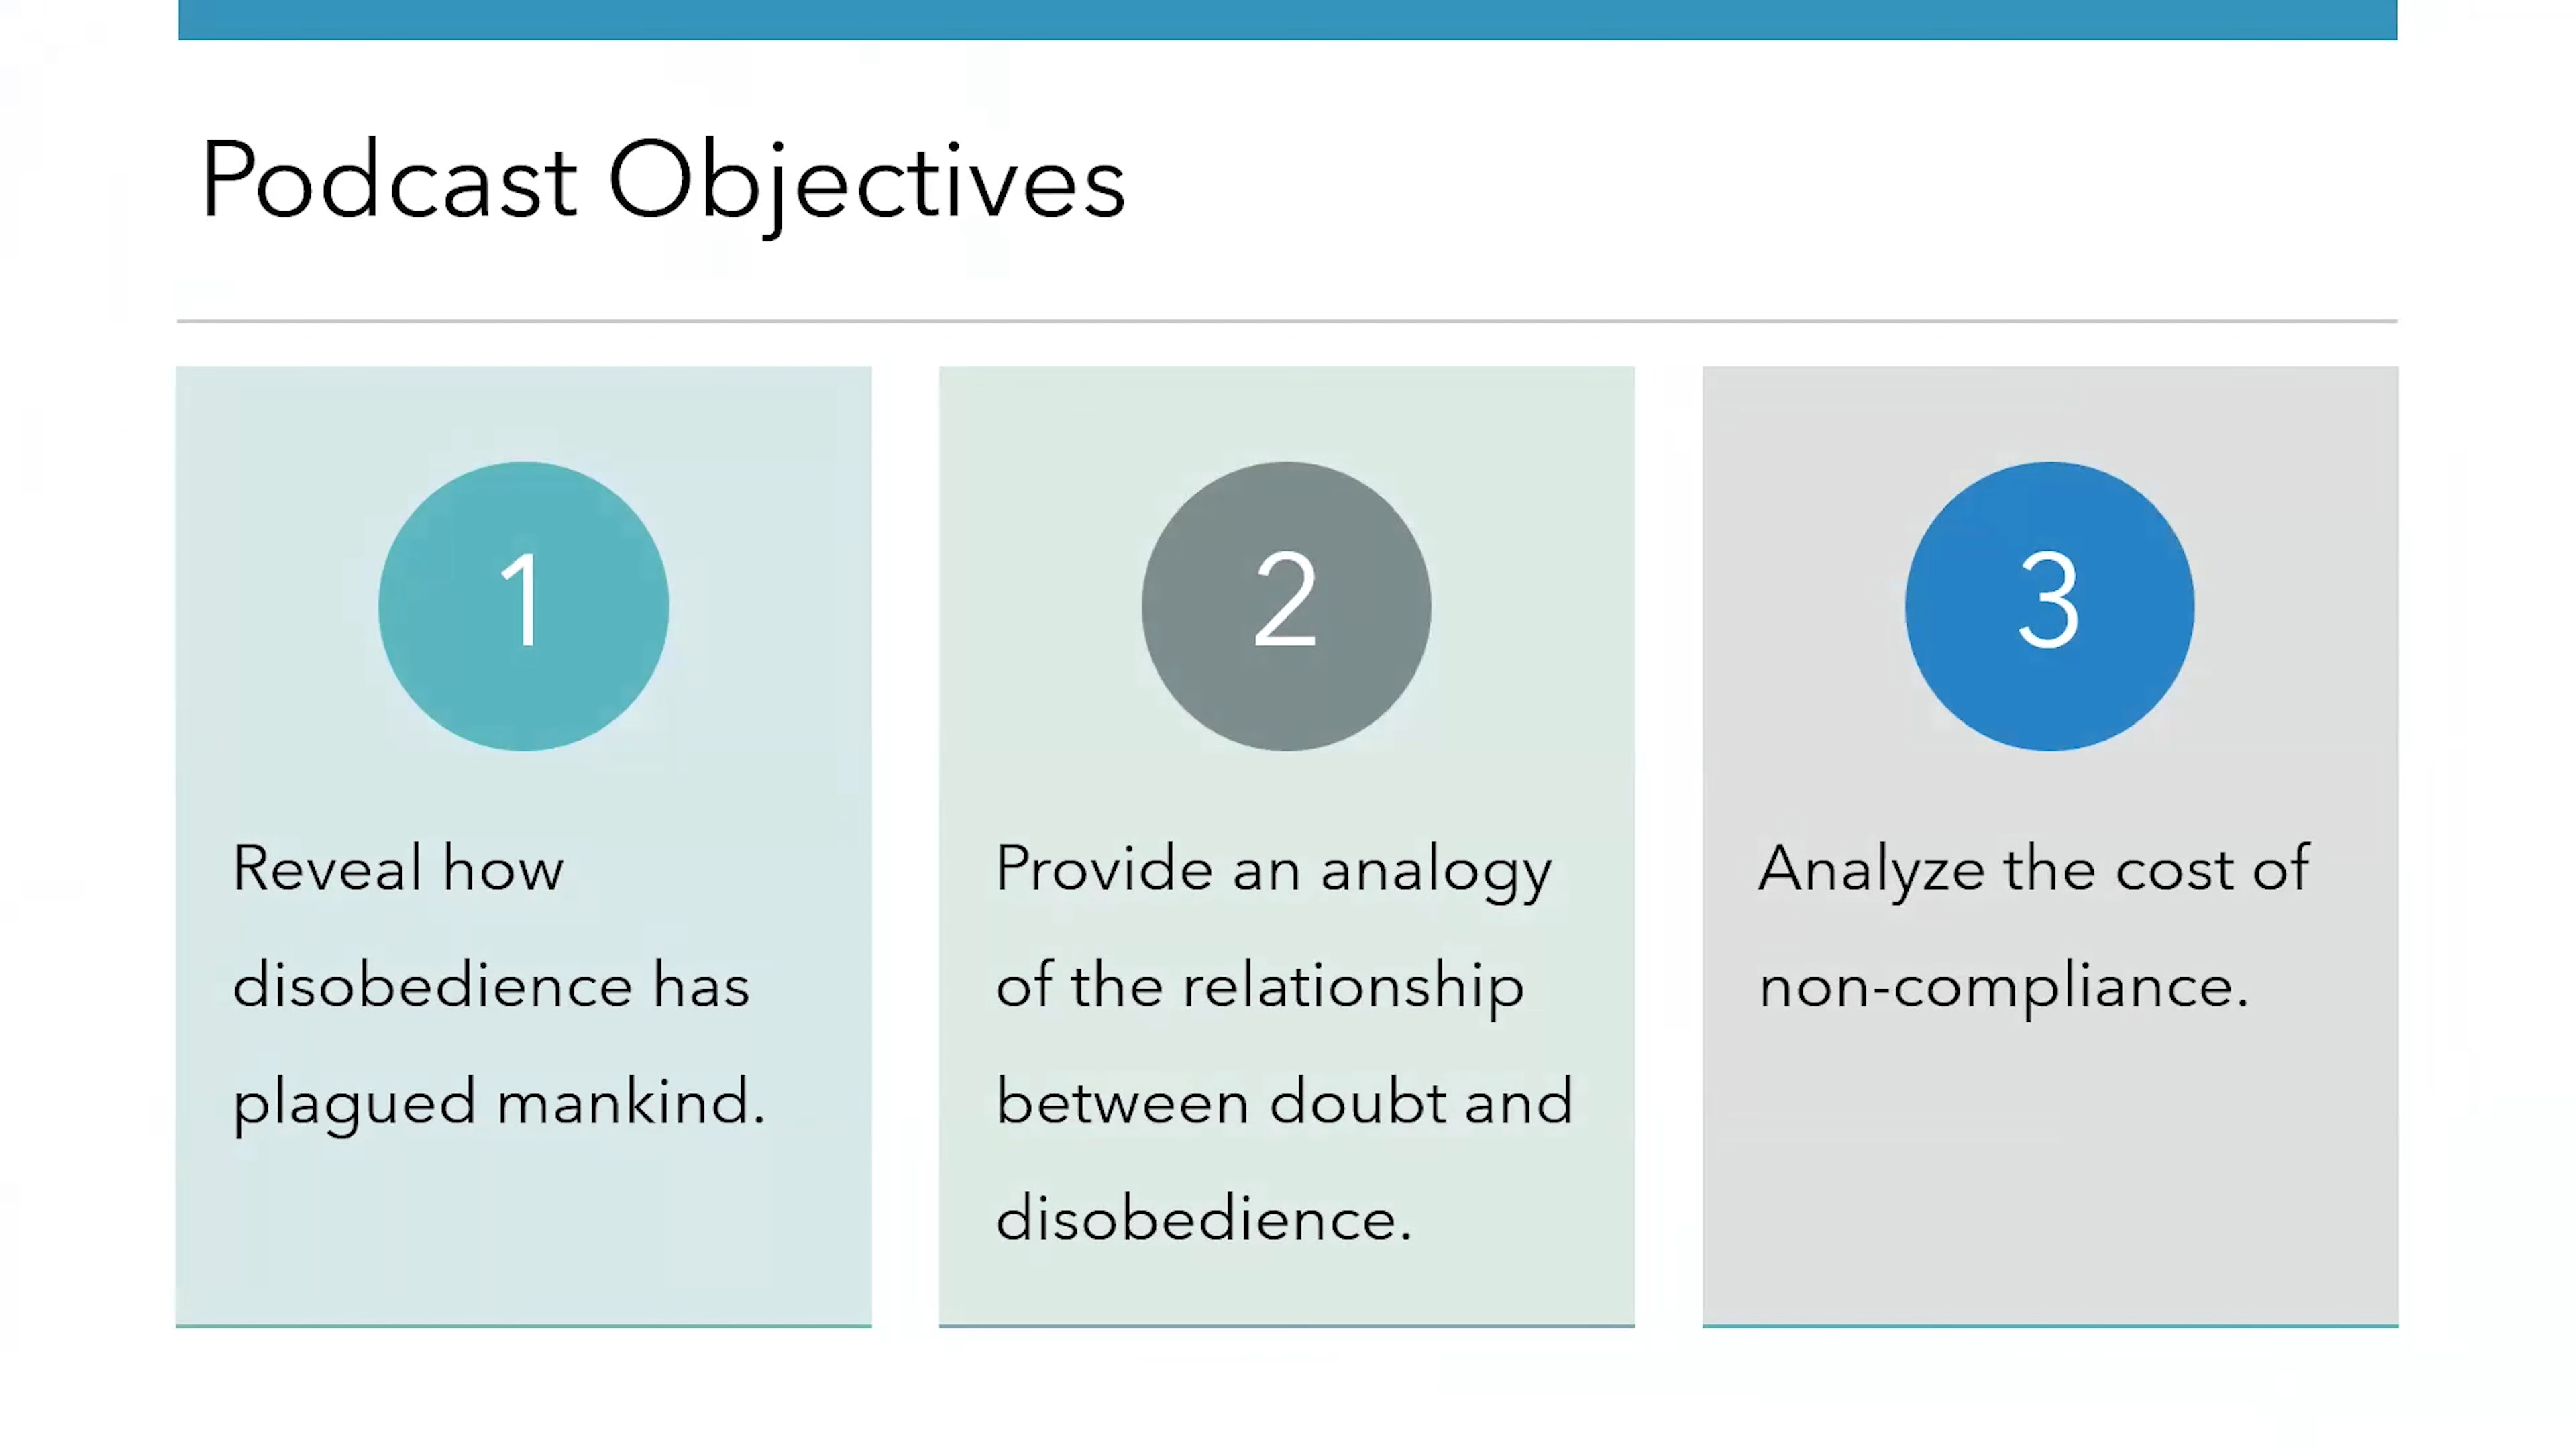 Podcast Objectives
1
Reveal how
disobedience has
plagued mankind.
2
Provide an analogy
of the relationship
between doubt and
disobedience.
3
Analyze the cost of
non-compliance.